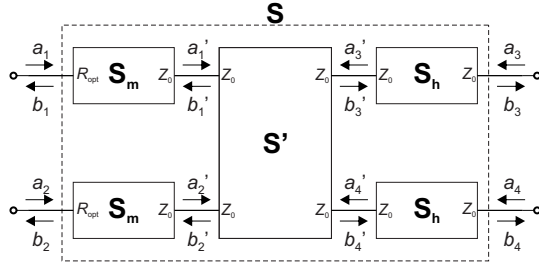 S
a₁ a₁' a₃' a₃
R_opt S_m Z₀ Z₀ Z₀ Z₀ S_h Z₀
b₁ b₁' b₃' b₃
S'
a₂ a₂' a₄' a₄
R_opt S_m Z₀ Z₀ Z₀ Z₀ S_h Z₀
b₂ b₂' b₄' b₄